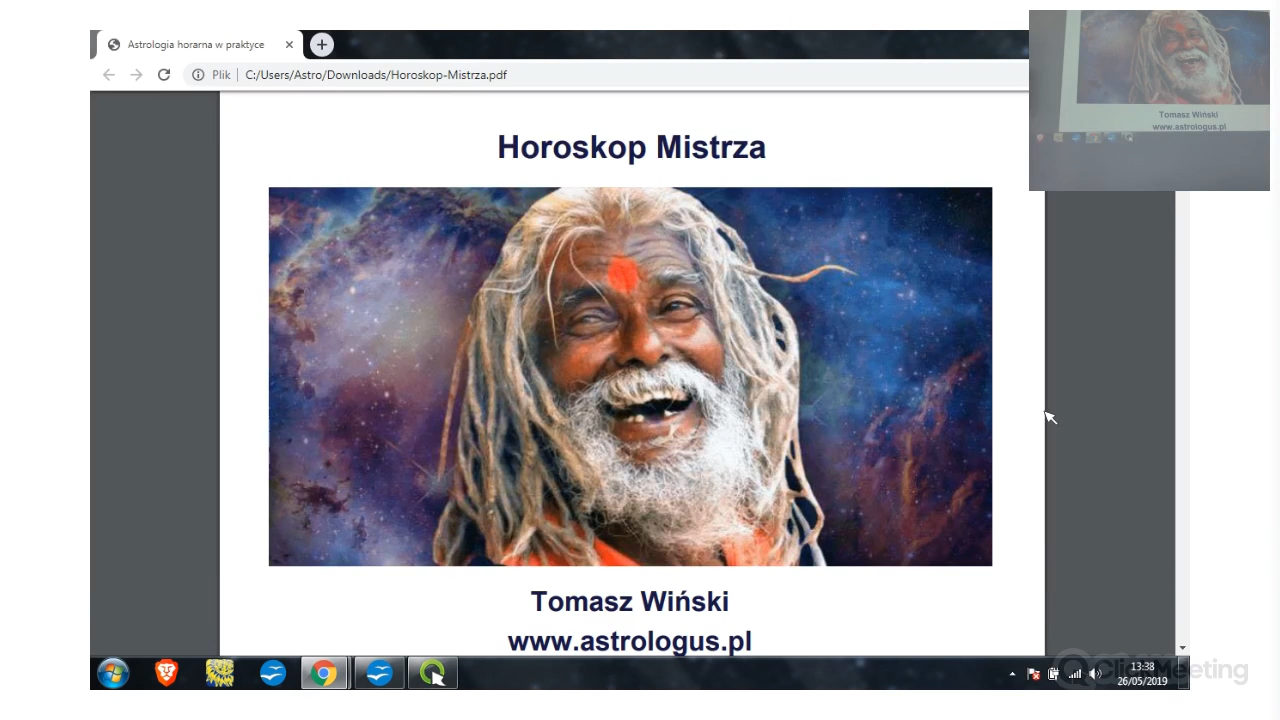 Astrologia horarna w praktyce
Plik
C:/Users/Astro/Downloads/Horoskop-Mistrza.pdf
Horoskop Mistrza
Tomasz Wiński
www.astrologus.pl
Tomasz Wiński
www.astrologus.pl
13:38
26/05/2019
ClickMeeting